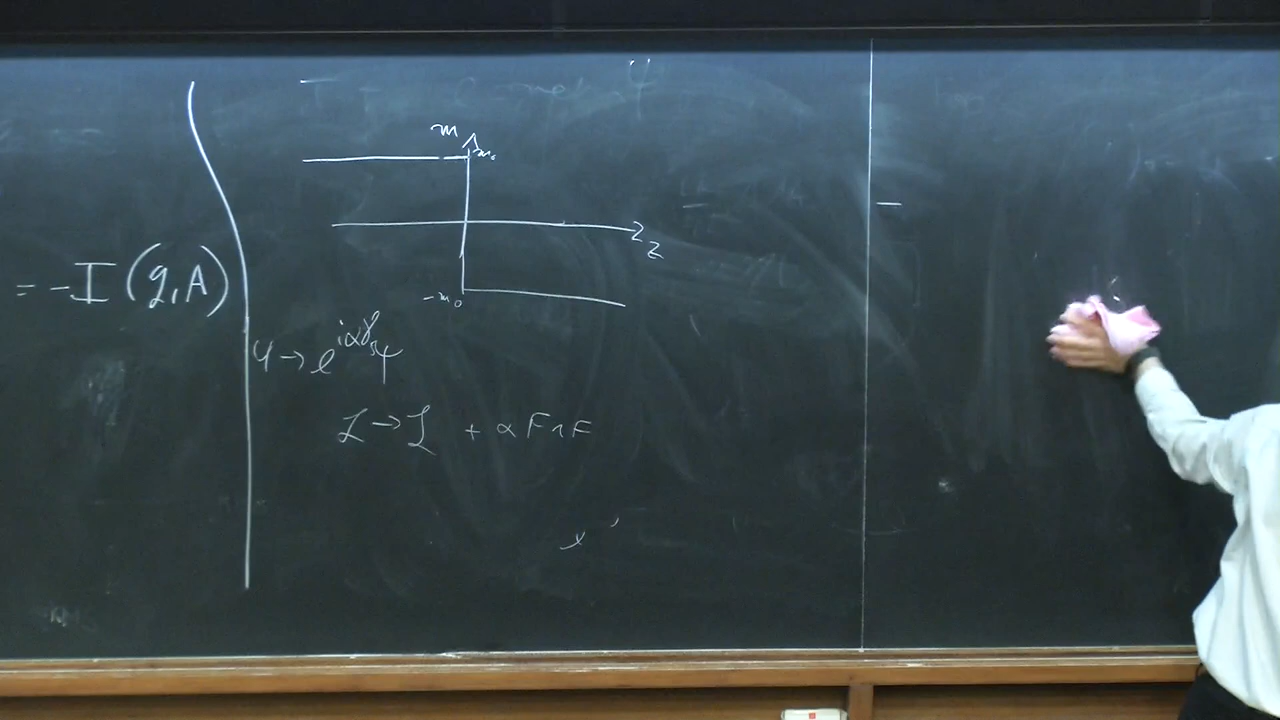 = -I(g,A)
m
m₀
z
-m₀
ψ → e^{iαγ₅}ψ
ℒ → ℒ + α F∧F